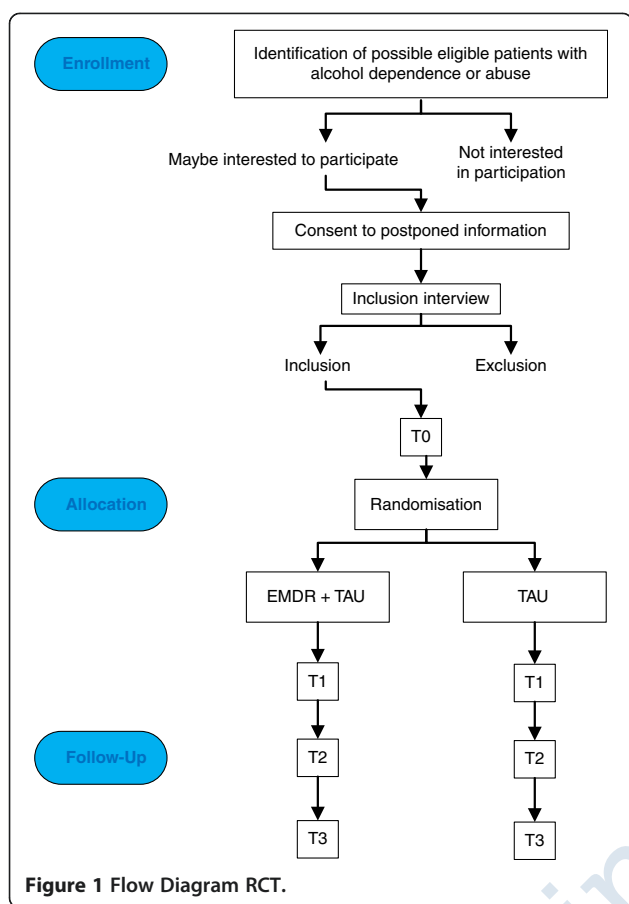 Enrollment
Identification of possible eligible patients with
alcohol dependence or abuse
Maybe interested to participate
Not interested
in participation
Consent to postponed information
Inclusion interview
Inclusion
Exclusion
T0
Allocation
Randomisation
EMDR + TAU
TAU
T1
T1
Follow-Up
T2
T2
T3
T3
Figure 1 Flow Diagram RCT.